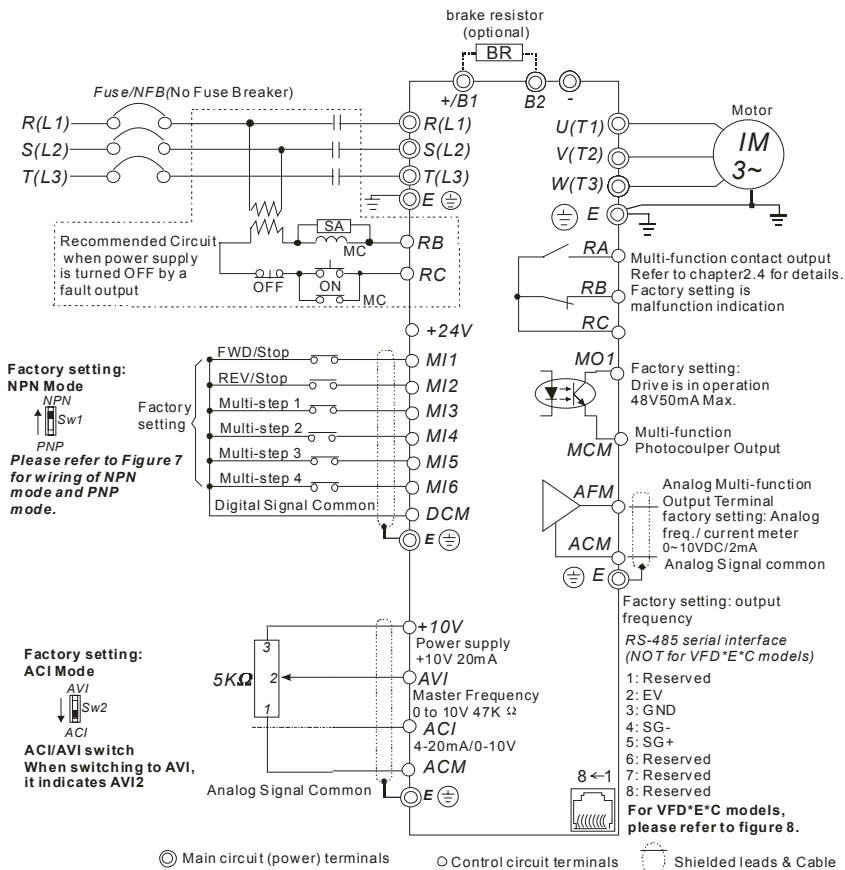 brake resistor
(optional)
BR
Fuse/NFB(No Fuse Breaker)
+/B1
B2
-
R(L1)
S(L2)
T(L3)
R(L1)
S(L2)
T(L3)
E
U(T1)
V(T2)
W(T3)
E
Motor
IM
3~
Recommended Circuit
when power supply
is turned OFF by a
fault output
SA
MC
RB
OFF
ON
MC
RC
RA
RB
RC
Multi-function contact output
Refer to chapter2.4 for details.
Factory setting is
malfunction indication
+24V
Factory setting:
NPN Mode
NPN
Sw1
PNP
Please refer to Figure 7
for wiring of NPN
mode and PNP
mode.
Factory
setting
FWD/Stop
MI1
REV/Stop
MI2
Multi-step 1
MI3
Multi-step 2
MI4
Multi-step 3
MI5
Multi-step 4
MI6
Digital Signal Common
DCM
E
MO1
Factory setting:
Drive is in operation
48V50mA Max.
MCM
Multi-function
Photocoulper Output
AFM
Analog Multi-function
Output Terminal
factory setting: Analog
freq./ current meter
0~10VDC/2mA
ACM
Analog Signal common
E
Factory setting: output
frequency
Factory setting:
ACI Mode
AVI
Sw2
ACI
ACI/AVI switch
When switching to AVI,
it indicates AVI2
5KΩ
3
2
1
+10V
Power supply
+10V 20mA
AVI
Master Frequency
0 to 10V 47K Ω
ACI
4-20mA/0-10V
ACM
Analog Signal Common
E
RS-485 serial interface
(NOT for VFD*E*C models)
1: Reserved
2: EV
3: GND
4: SG-
5: SG+
6: Reserved
7: Reserved
8: Reserved
8←1
For VFD*E*C models,
please refer to figure 8.
Main circuit (power) terminals
Control circuit terminals
Shielded leads & Cable